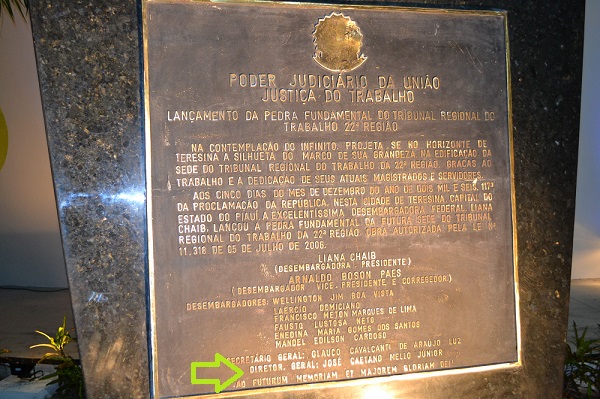 PODER JUDICIÁRIO DA UNIÃO
JUSTIÇA DO TRABALHO
LANÇAMENTO DA PEDRA FUNDAMENTAL DO TRIBUNAL REGIONAL DO
TRABALHO 22ª REGIÃO
NA CONTEMPLAÇÃO DO INFINITO, PROJETA-SE NO HORIZONTE DE
TERESINA A SILHUETA DO MARCO DE SUA GRANDEZA NA EDIFICAÇÃO DA
SEDE DO TRIBUNAL REGIONAL DO TRABALHO DA 22ª REGIÃO, GRAÇAS AO
TRABALHO E A DEDICAÇÃO DE SEUS ATUAIS MAGISTRADOS E SERVIDORES.
AOS CINCO DIAS DO MÊS DE DEZEMBRO DO ANO DE DOIS MIL E SEIS, 117º
DA PROCLAMAÇÃO DA REPÚBLICA, NESTA CIDADE DE TERESINA, CAPITAL DO
ESTADO DO PIAUÍ, A EXCELENTÍSSIMA DESEMBARGADORA FEDERAL LIANA
CHAIB, LANÇOU A PEDRA FUNDAMENTAL DA FUTURA SEDE DO TRIBUNAL
REGIONAL DO TRABALHO DA 22ª REGIÃO, OBRA AUTORIZADA PELA LEI Nº
11.318 DE 05 DE JULHO DE 2006.
LIANA CHAIB
(DESEMBARGADORA - PRESIDENTE)
ARNALDO BOSON PAES
(DESEMBARGADOR - VICE-PRESIDENTE E CORREGEDOR)
DESEMBARGADORES: WELLINGTON JIM BOA VISTA
LAERCIO DOMICIANO
FRANCISCO METON MARQUES DE LIMA
FAUSTO LUSTOSA NETO
ENEDINA MARIA GOMES DOS SANTOS
MANOEL EDILSON CARDOSO
SECRETÁRIO GERAL: GLAUCO CAVALCANTI DE ARAÚJO LUZ
DIRETOR GERAL: JOSÉ CAETANO MELLO JÚNIOR
FUTURUM MEMORIAM ET MAJOREM GLORIAM DEI